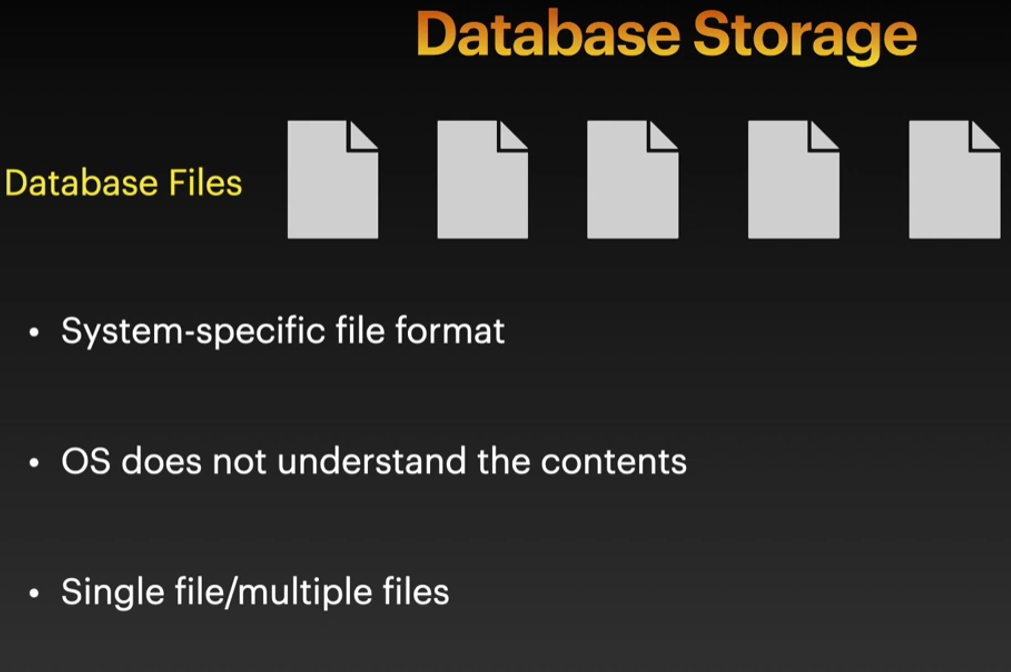 Database Storage
Database Files
• System-specific file format
• OS does not understand the contents
• Single file/multiple files